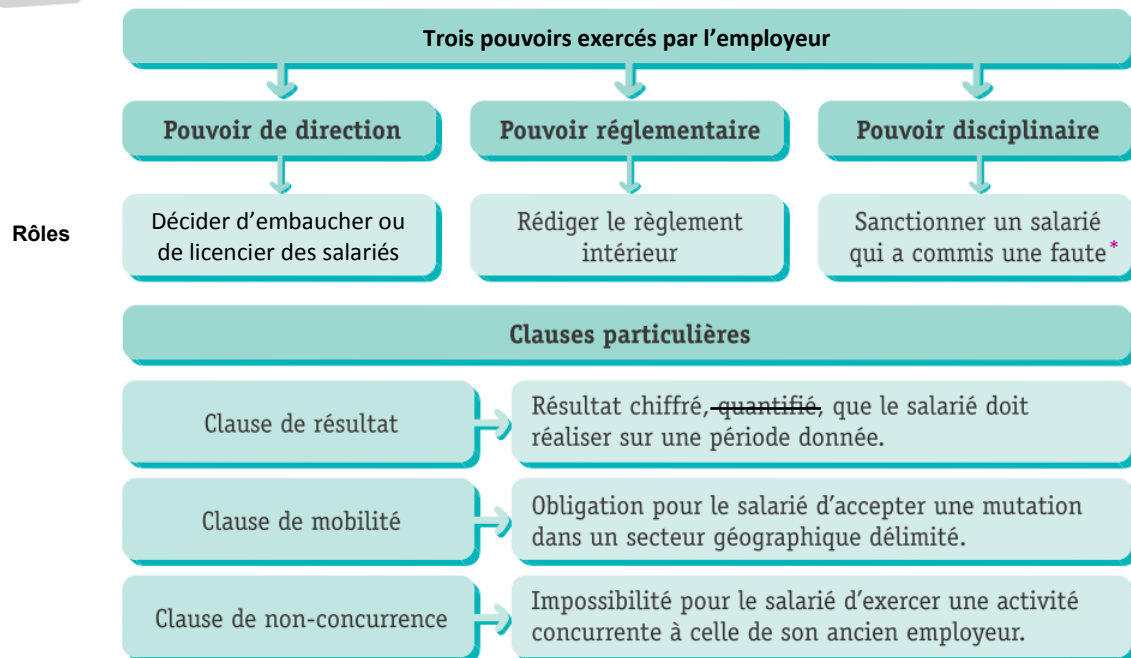 Trois pouvoirs exercés par l’employeur
Pouvoir de direction
Pouvoir réglementaire
Pouvoir disciplinaire
Rôles
Décider d’embaucher ou
de licencier des salariés
Rédiger le règlement
intérieur
Sanctionner un salarié
qui a commis une faute*
Clauses particulières
Clause de résultat
Résultat chiffré, quantifié, que le salarié doit
réaliser sur une période donnée.
Clause de mobilité
Obligation pour le salarié d’accepter une mutation
dans un secteur géographique délimité.
Clause de non-concurrence
Impossibilité pour le salarié d’exercer une activité
concurrente à celle de son ancien employeur.